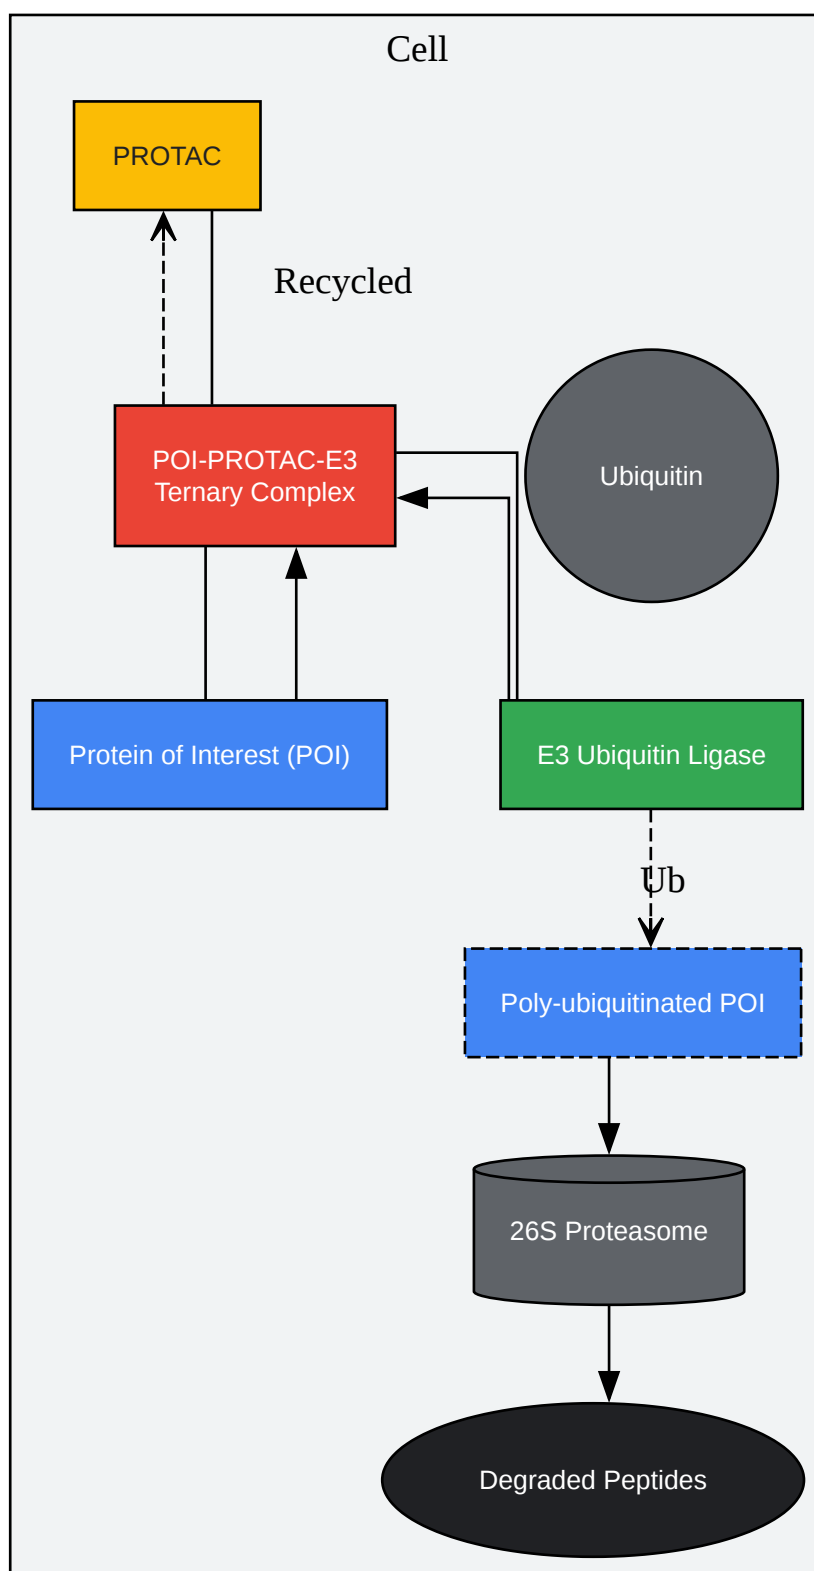 Cell
PROTAC
Recycled
POI-PROTAC-E3
Ternary Complex
Ubiquitin
Protein of Interest (POI)
E3 Ubiquitin Ligase
Ub
Poly-ubiquitinated POI
26S Proteasome
Degraded Peptides